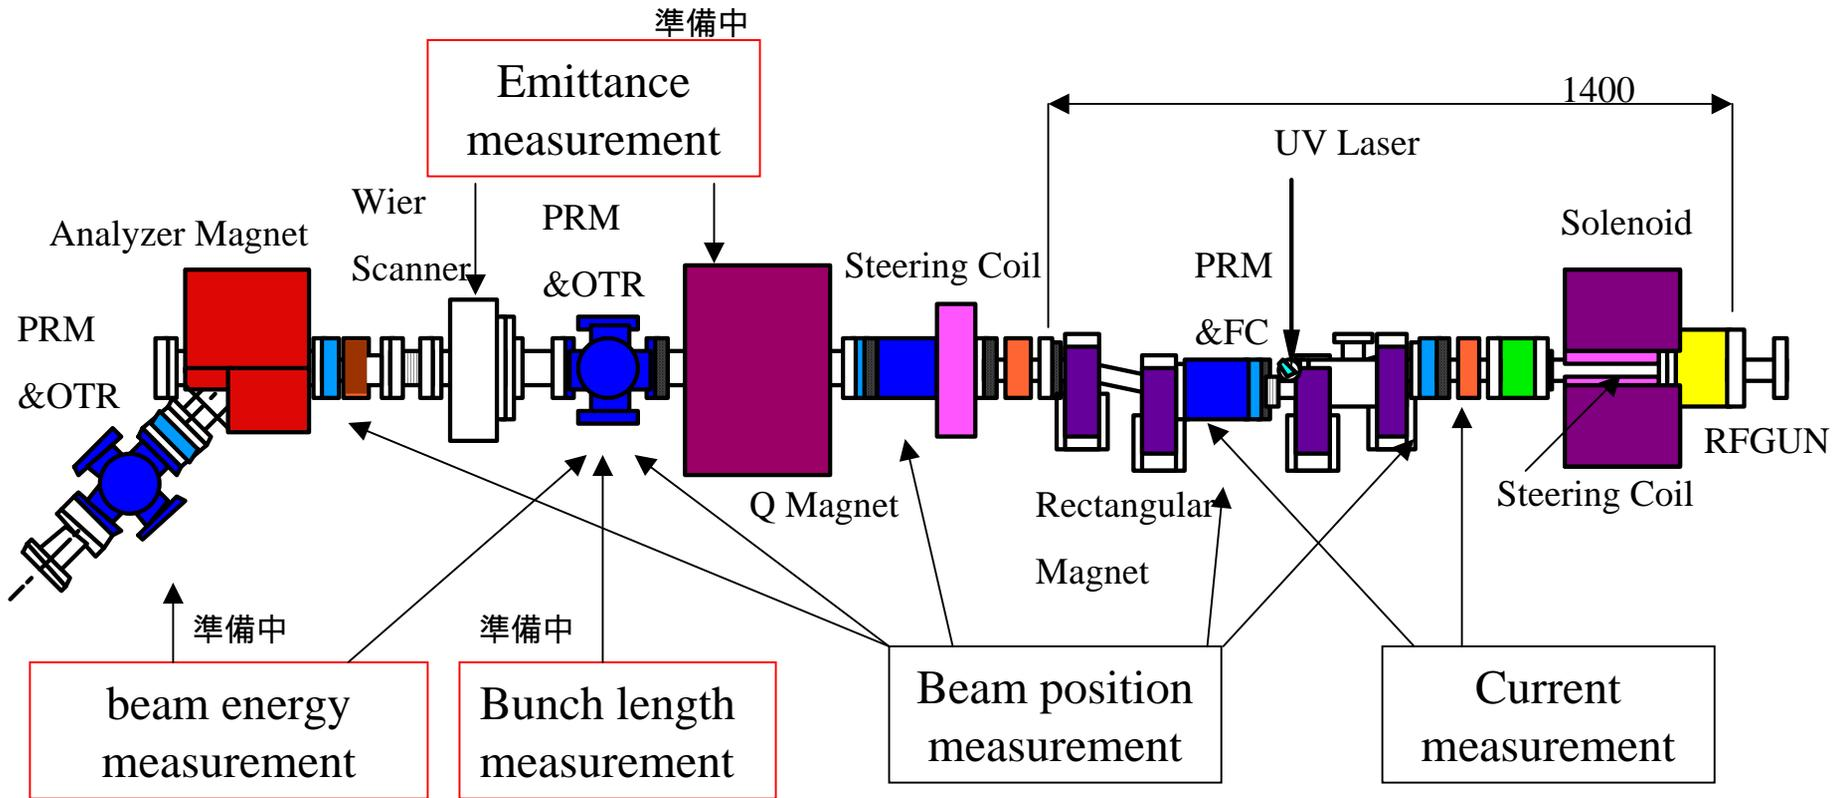 準備中
Emittance
measurement
1400
UV Laser
Wier
Scanner
PRM
&OTR
Analyzer Magnet
Solenoid
Steering Coil
PRM
&FC
PRM
&OTR
RFGUN
Q Magnet
Rectangular
Magnet
Steering Coil
準備中
準備中
beam energy
measurement
Bunch length
measurement
Beam position
measurement
Current
measurement